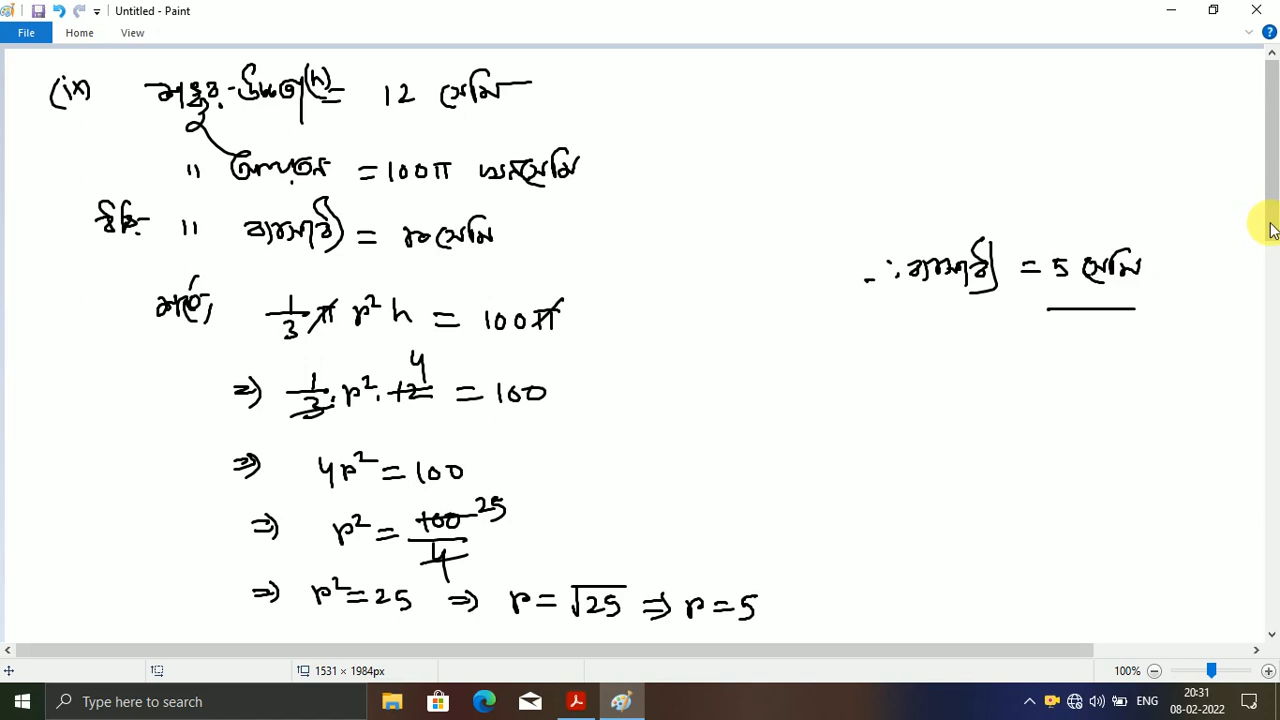 Untitled - Paint
File Home View
(ix) শঙ্কুর উচ্চতা (h) = 12 সেমি
" আয়তন = 100π ঘনসেমি
" ব্যাসার্ধ = r সেমি
∴ ব্যাসার্ধ = 5 সেমি
1/3 π r² h = 100π
⇒ 1/3 . r² . 12 4 = 100
⇒ 4r² = 100
⇒ r² = 100/4 25
⇒ r² = 25 ⇒ r = √25 ⇒ r = 5
1531 × 1984px 100%
Type here to search
ENG
20:31
08-02-2022